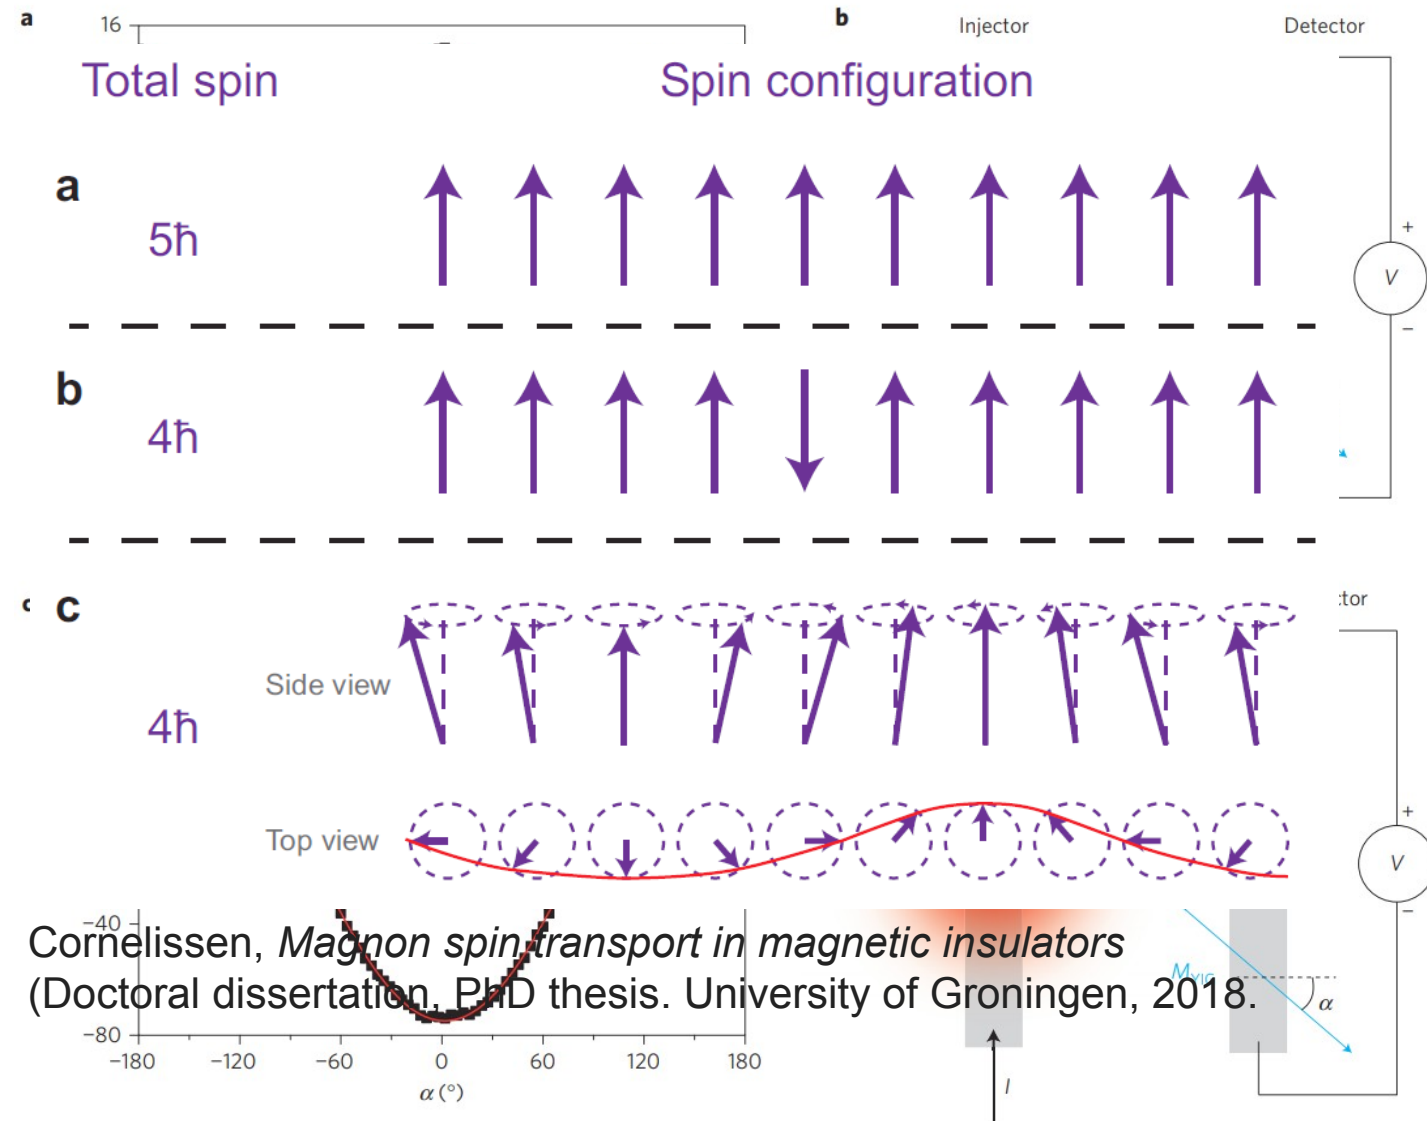 a
16
b
Injector
Detector
Total spin
Spin configuration
a
5ħ
+
V
−
b
4ħ
c
c
tor
Side view
4ħ
Top view
+
V
−
−40
Cornelissen, Magnon spin transport in magnetic insulators
(Doctoral dissertation, PhD thesis. University of Groningen, 2018.
M YIG
α
−80
−180
−120
−60
0
60
120
180
α (°)
I